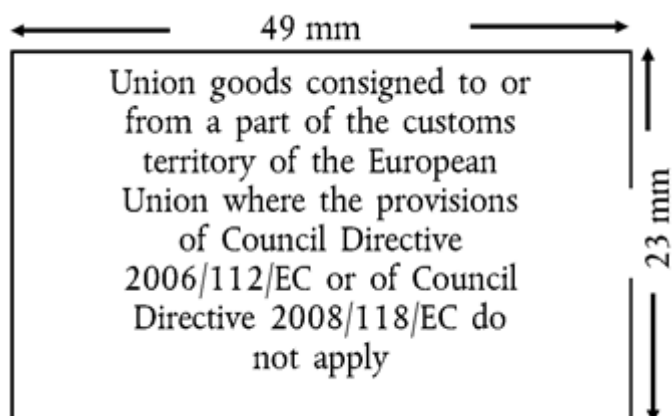 49 mm
Union goods consigned to or
from a part of the customs
territory of the European
Union where the provisions
of Council Directive
2006/112/EC or of Council
Directive 2008/118/EC do
not apply
23 mm